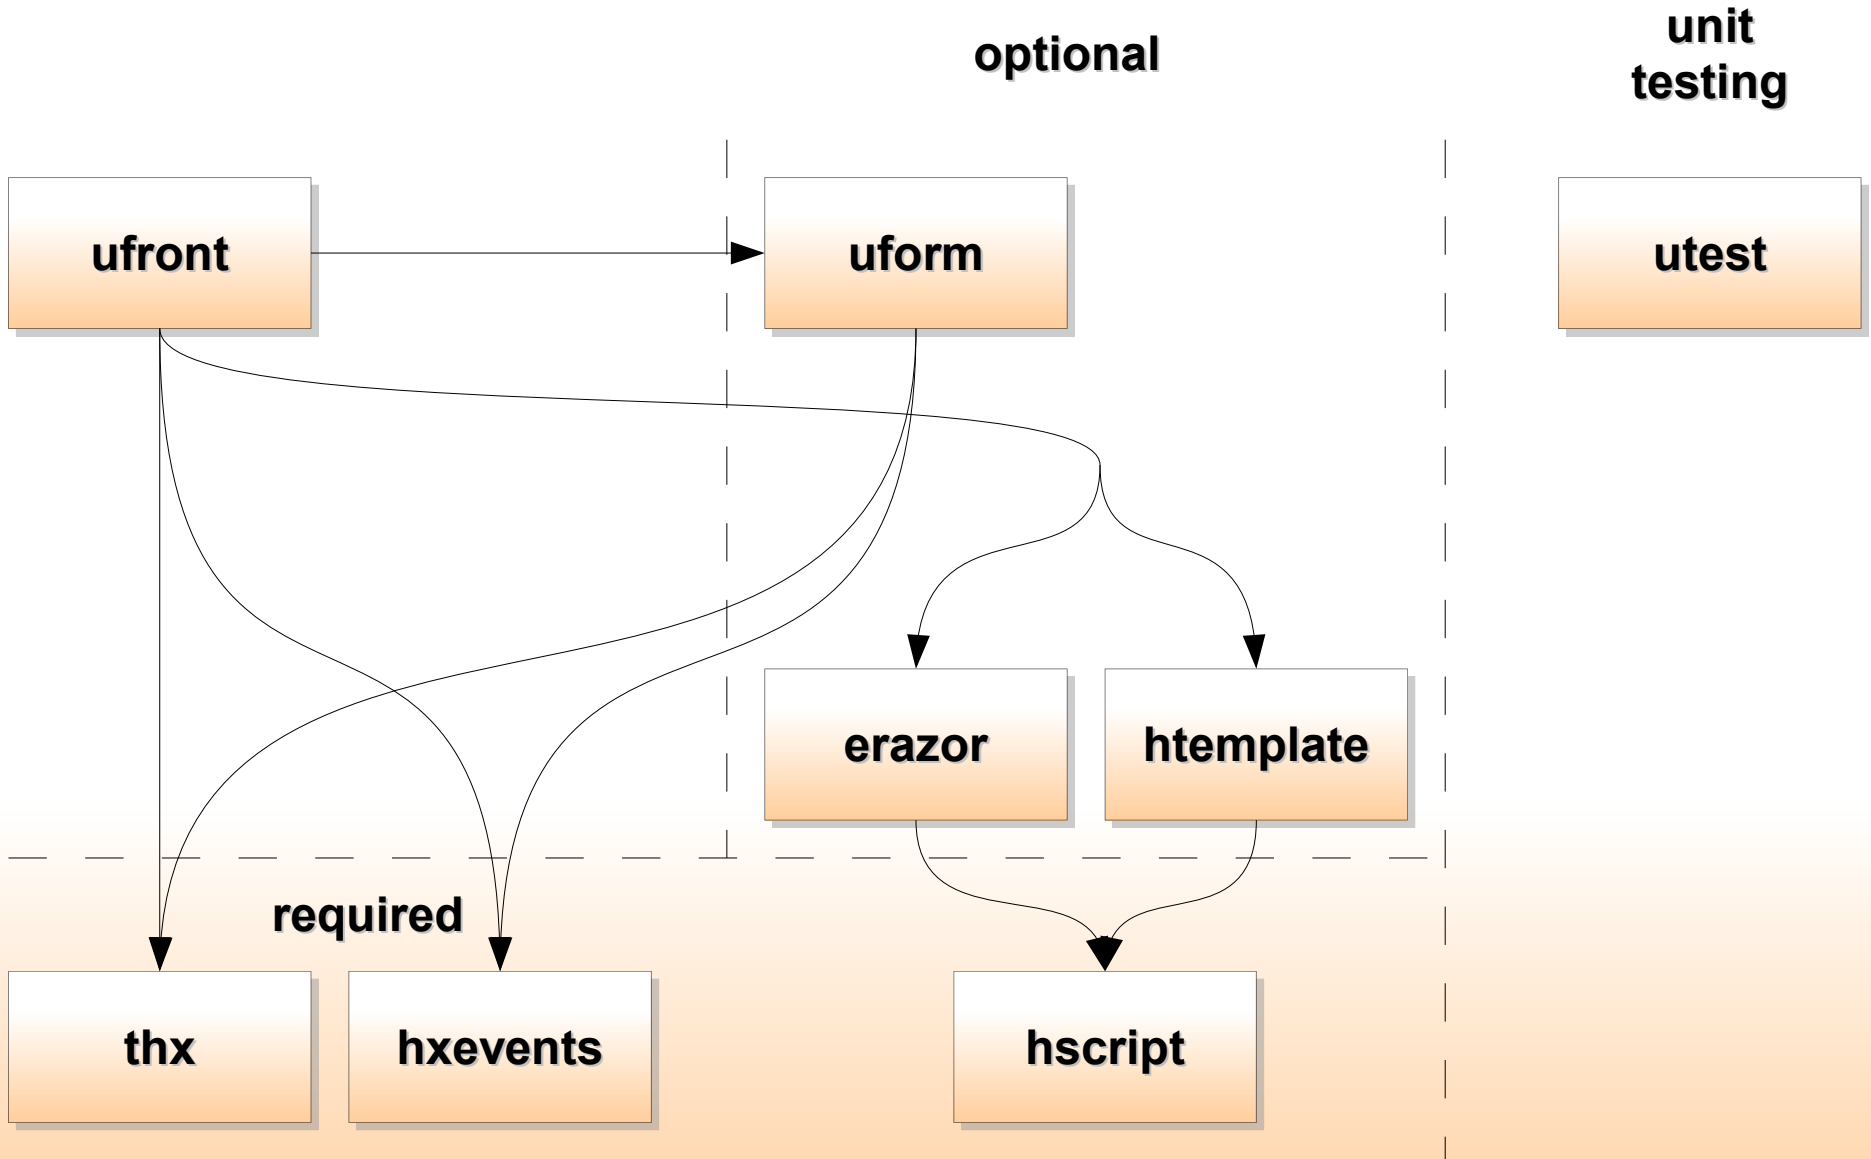 optional
unit
testing
ufront
uform
utest
erazor
htemplate
required
thx
hxevents
hscript